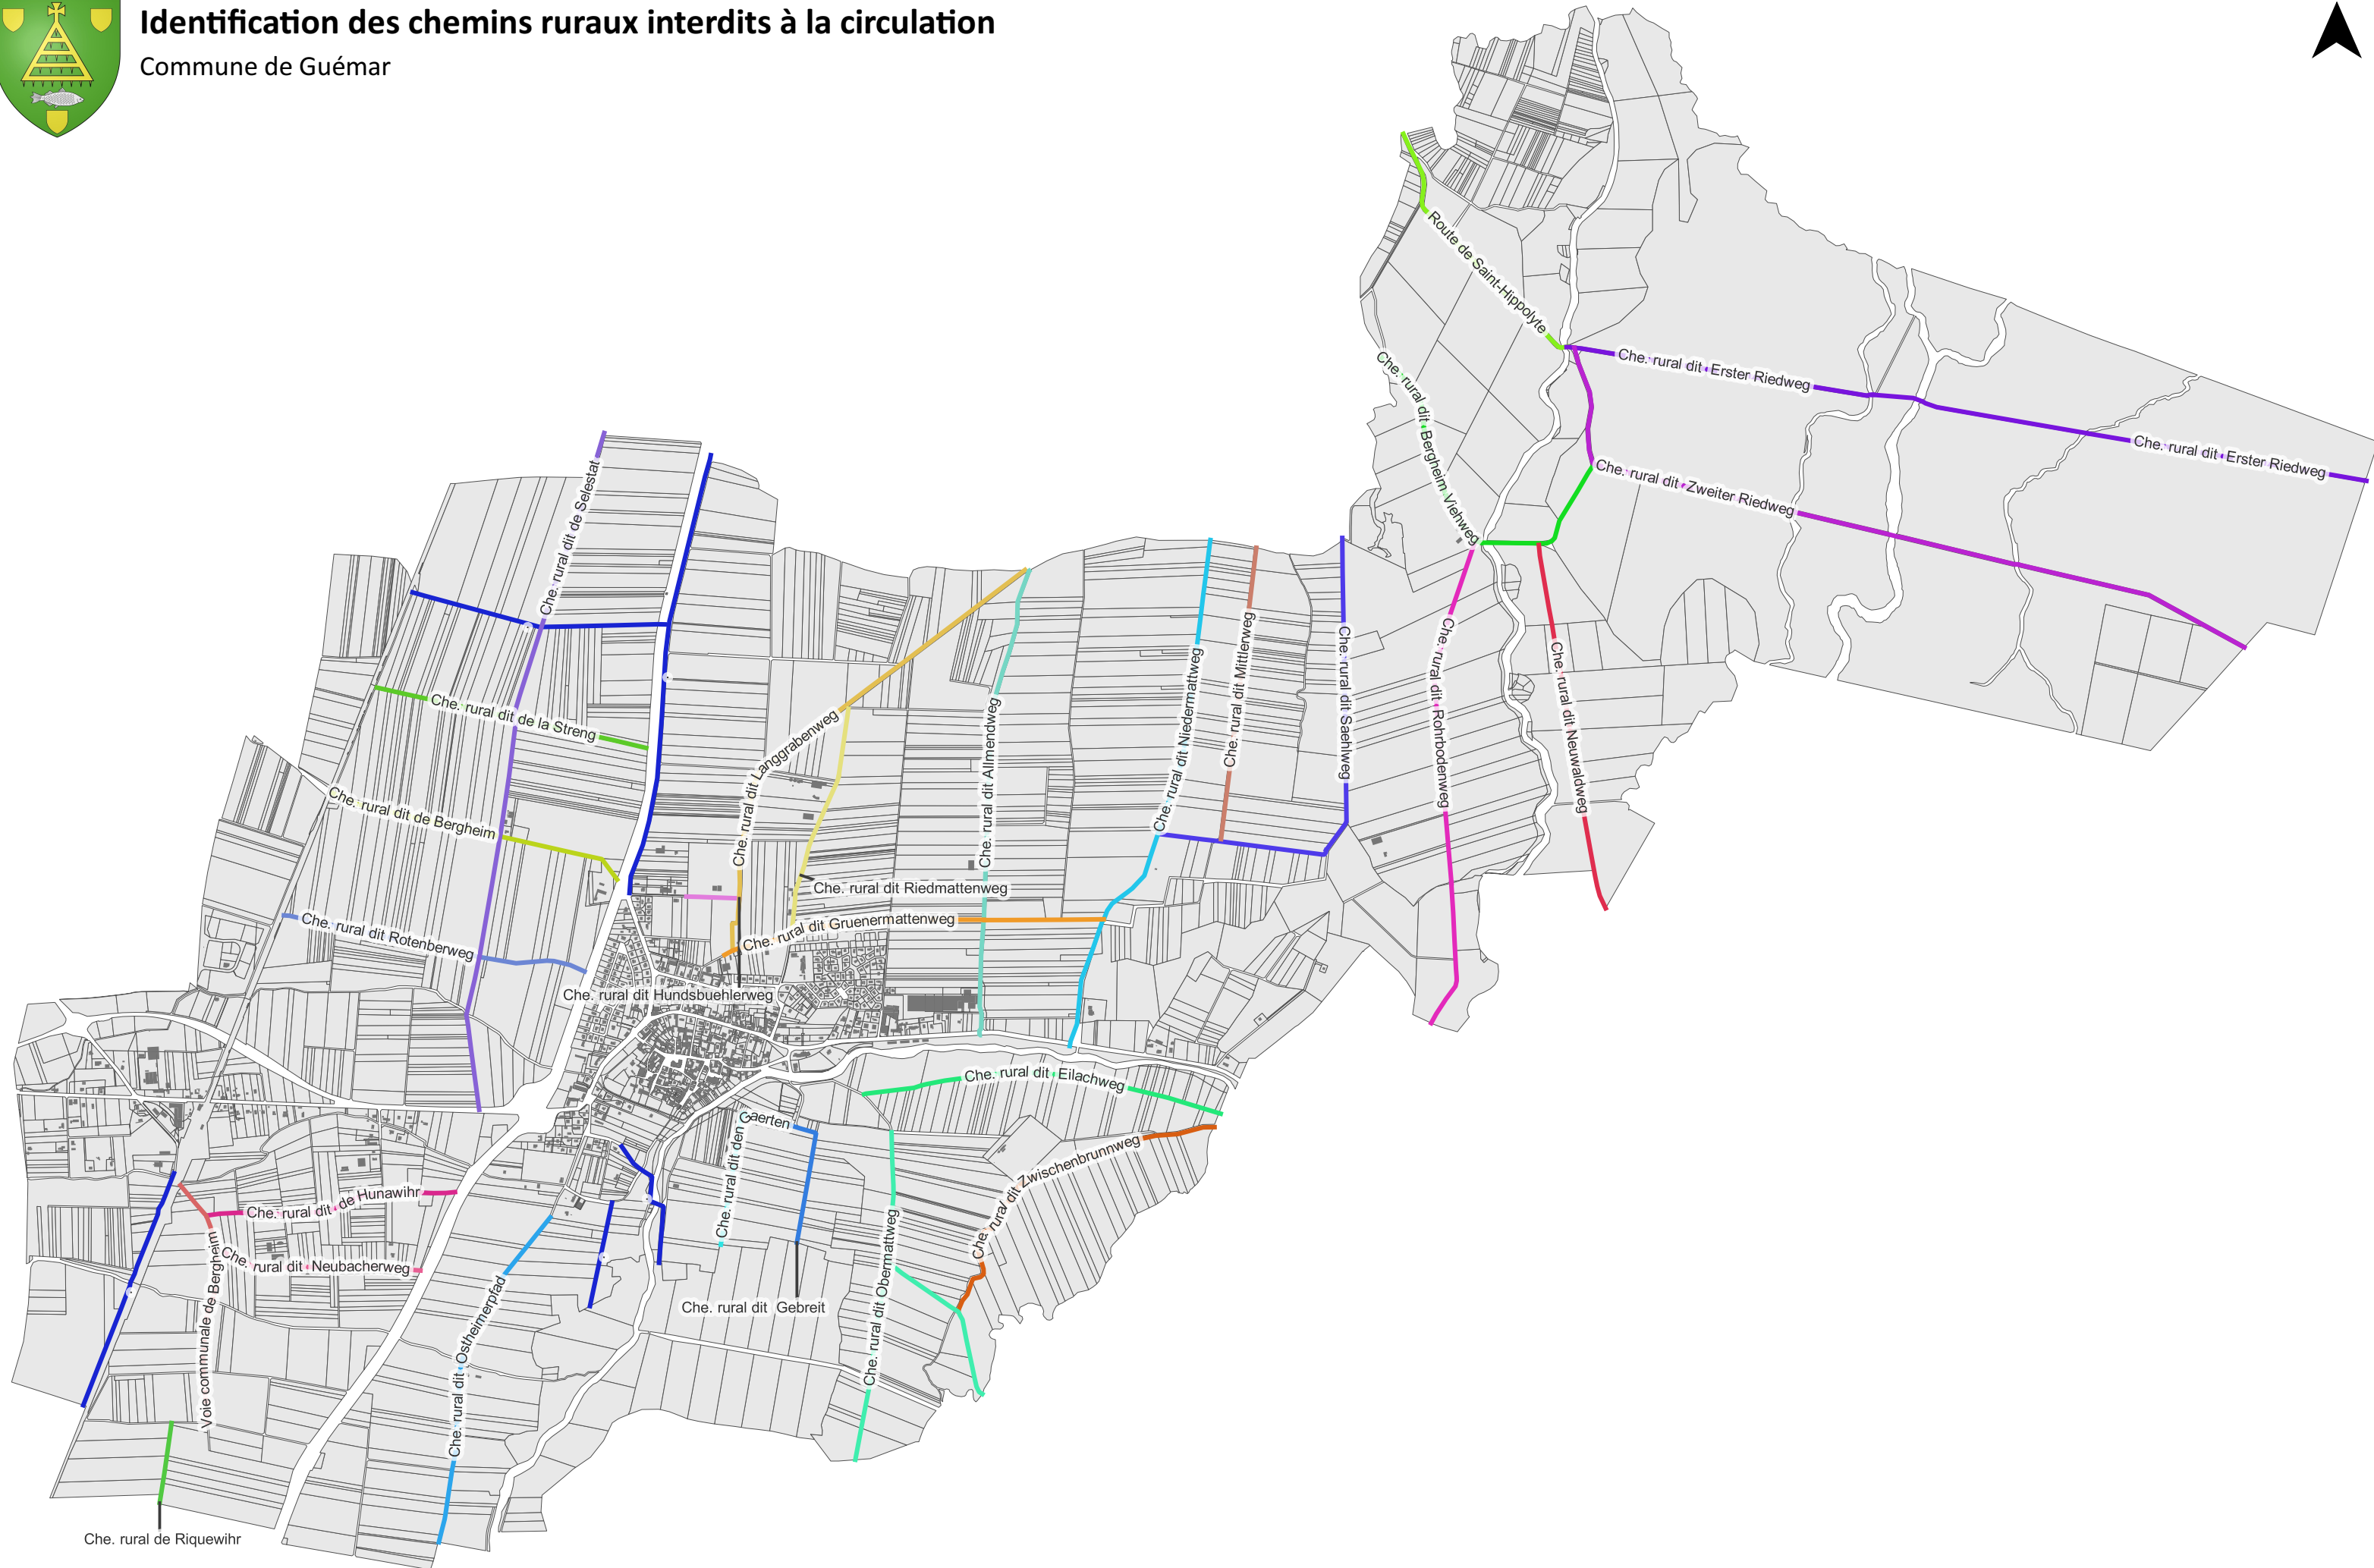 Identification des chemins ruraux interdits à la circulation
Commune de Guémar
Route de Saint-Hippolyte
Che. rural dit Erster Riedweg
Che. rural dit Bergheim Viehweg
Che. rural dit Erster Riedweg
Che. rural dit Zweiter Riedweg
Che. rural dit de Selestat
Che. rural dit de la Streng
Che. rural dit Langgrabenweg
Che. rural dit Allmendweg
Che. rural dit Niedermattweg
Che. rural dit Mittlerweg
Che. rural dit Saehlweg
Che. rural dit Rohrbodenweg
Che. rural dit Neuwaldweg
Che. rural dit de Bergheim
Che. rural dit Riedmattenweg
Che. rural dit Rotenberweg
Che. rural dit Gruenermattenweg
Che. rural dit Hundsbuehlerweg
Che. rural dit Eilachweg
Che. rural dit den Gaerten
Che. rural dit Zwischenbrunnweg
Che. rural dit de Hunawihr
Che. rural dit Neubacherweg
Voie communale de Bergheim
Che. rural dit Ostheimerpfad
Che. rural dit Gebreit
Che. rural dit Obermattweg
Che. rural de Riquewihr